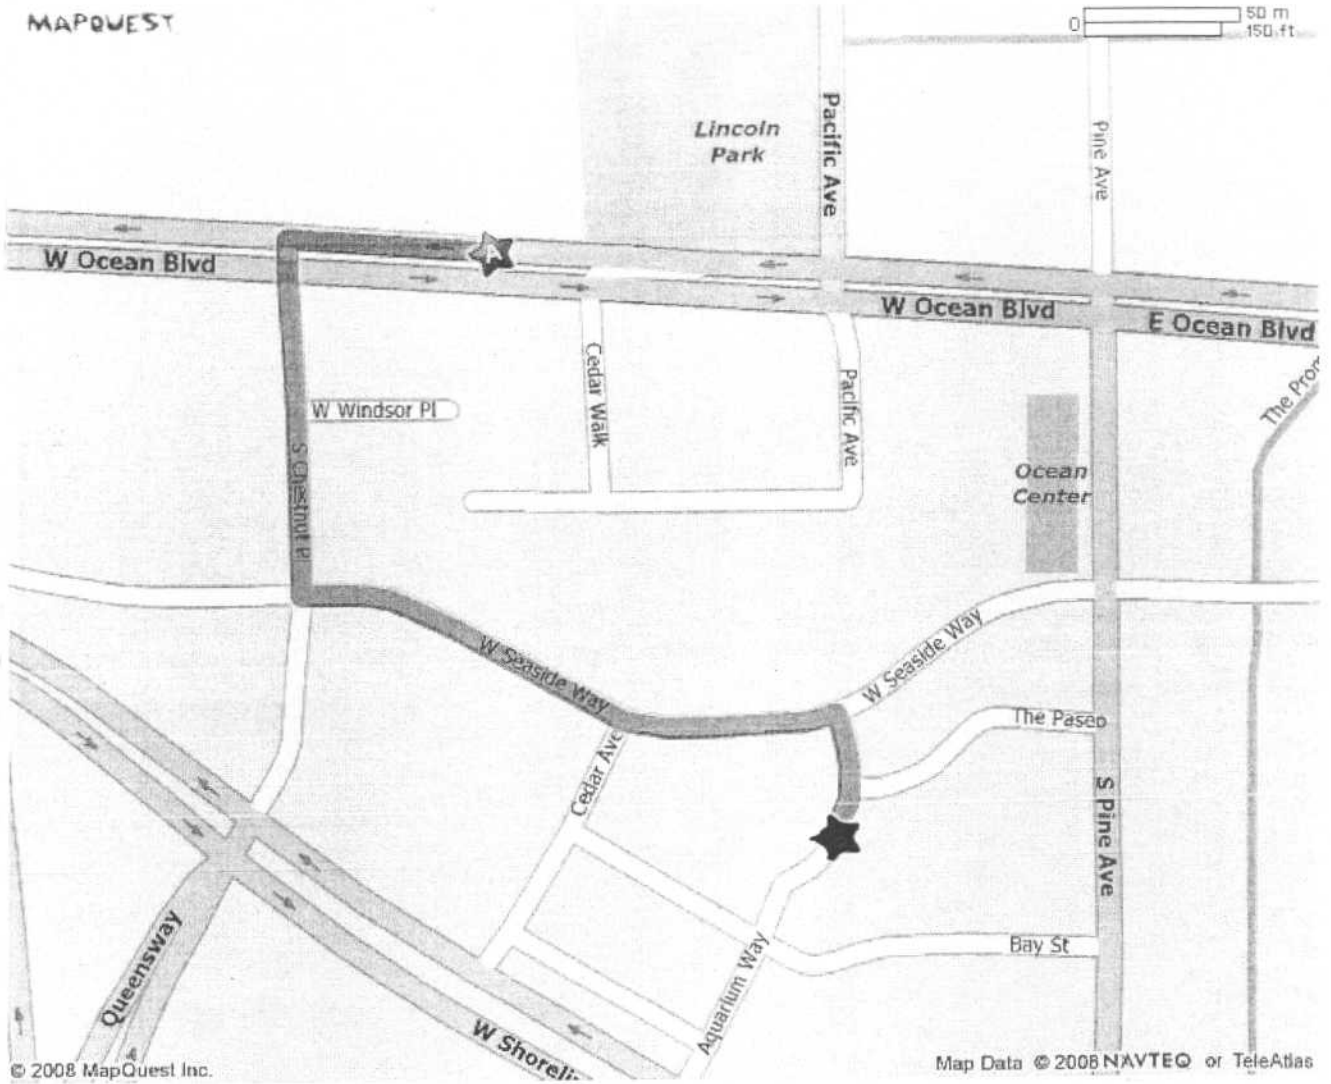 MAPQUEST
0
50 m
150 ft
Lincoln
Park
Pacific Ave
Pine Ave
W Ocean Blvd
W Ocean Blvd
E Ocean Blvd
A
Cedar Walk
Pacific Ave
W Windsor Pl
S Chestnut Pl
Ocean
Center
W Seaside Way
W Seaside Way
The Paseo
Cedar Ave
S Pine Ave
Queensway
Aquarium Way
Bay St
W Shoreli
© 2008 MapQuest Inc.
Map Data © 2008 NAVTEQ or TeleAtlas